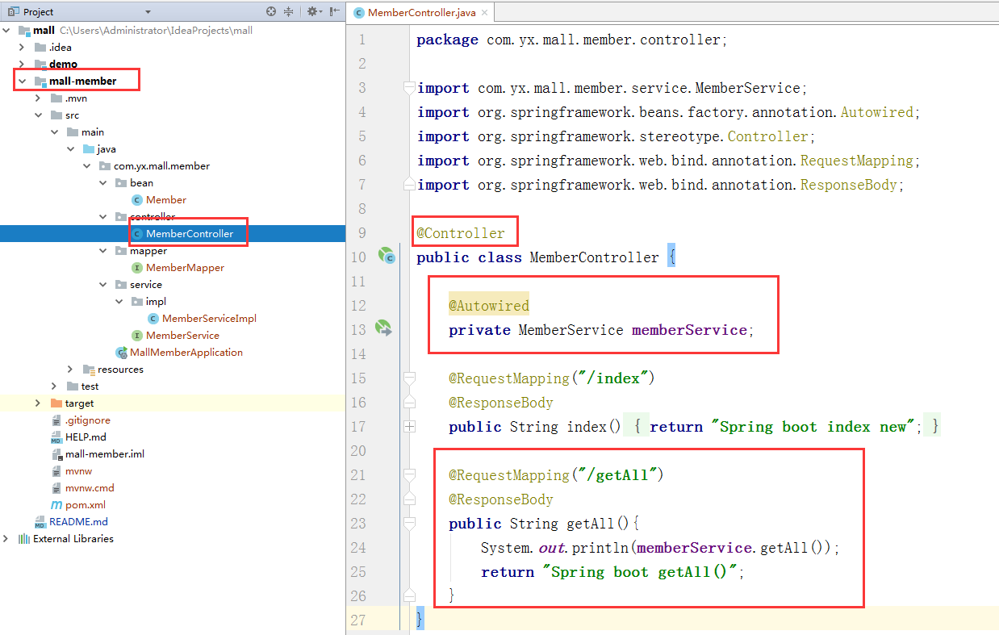 Project
MemberController.java
mall C:\Users\Administrator\IdeaProjects\mall
.idea
demo
mall-member
.mvn
src
main
java
com.yx.mall.member
bean
Member
controller
MemberController
mapper
MemberMapper
service
impl
MemberServiceImpl
MemberService
MallMemberApplication
resources
test
target
.gitignore
HELP.md
mall-member.iml
mvnw
mvnw.cmd
pom.xml
README.md
External Libraries
1 package com.yx.mall.member.controller;
2
3 import com.yx.mall.member.service.MemberService;
4 import org.springframework.beans.factory.annotation.Autowired;
5 import org.springframework.stereotype.Controller;
6 import org.springframework.web.bind.annotation.RequestMapping;
7 import org.springframework.web.bind.annotation.ResponseBody;
8
9 @Controller
10 public class MemberController {
11
12 @Autowired
13 private MemberService memberService;
14
15 @RequestMapping("/index")
16 @ResponseBody
17 public String index() { return "Spring boot index new"; }
20
21 @RequestMapping("/getAll")
22 @ResponseBody
23 public String getAll(){
24 System.out.println(memberService.getAll());
25 return "Spring boot getAll()";
26 }
27 }